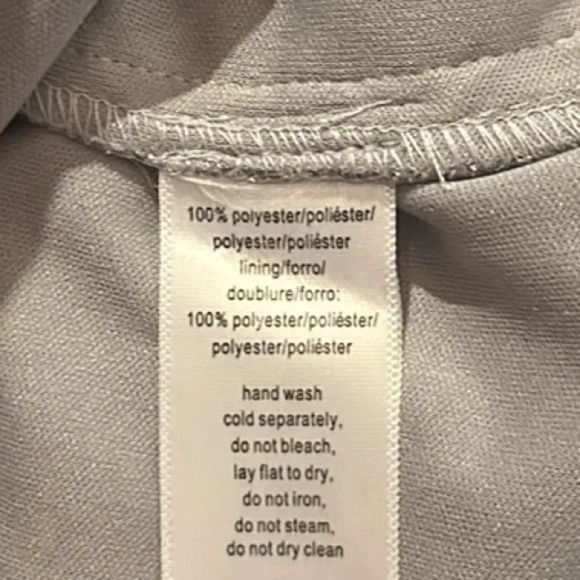 100% polyester/poliéster/
polyester/poliéster
lining/forro/
doublure/forro:
100% polyester/poliéster/
polyester/poliéster
hand wash
cold separately,
do not bleach,
lay flat to dry,
do not iron,
do not steam,
do not dry clean